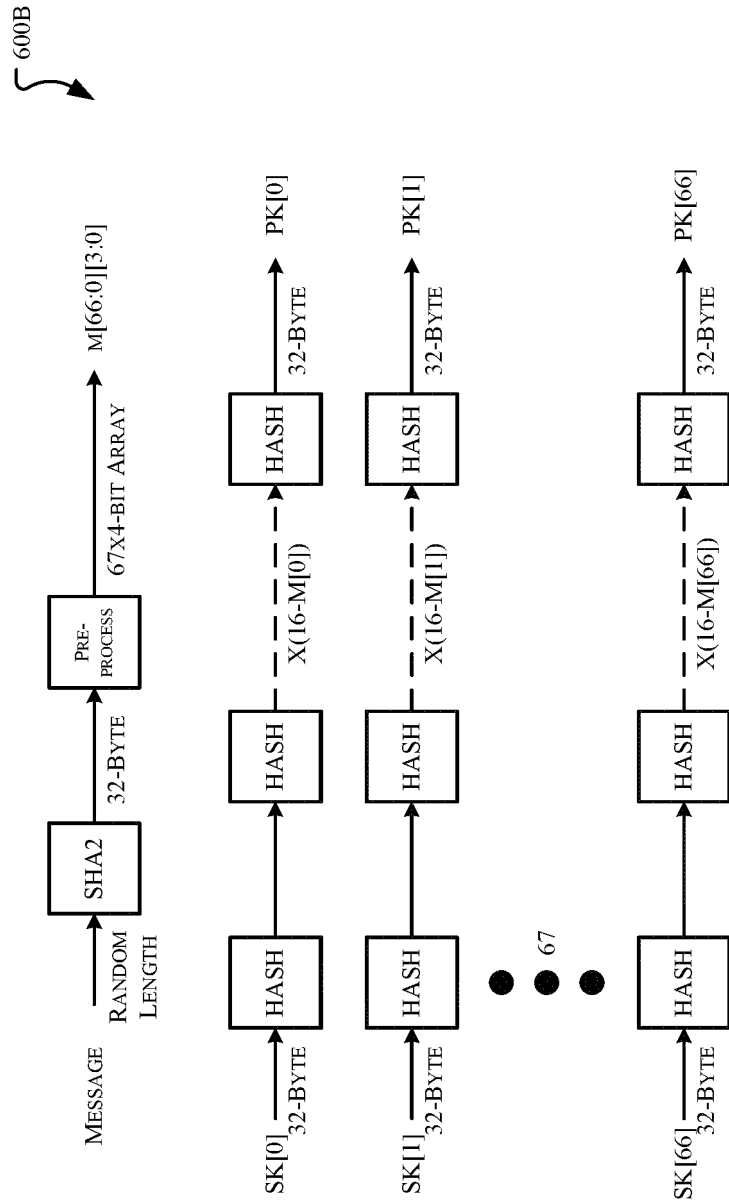 600B
MESSAGE
RANDOM
LENGTH
SHA2
32-BYTE
PRE-
PROCESS
67X4-BIT ARRAY
M[66:0][3:0]
SK[0]
32-BYTE
HASH
HASH
X(16-M[0])
HASH
32-BYTE
PK[0]
SK[1]
32-BYTE
HASH
HASH
X(16-M[1])
HASH
32-BYTE
PK[1]
67
SK[66]
32-BYTE
HASH
HASH
X(16-M[66])
HASH
32-BYTE
PK[66]